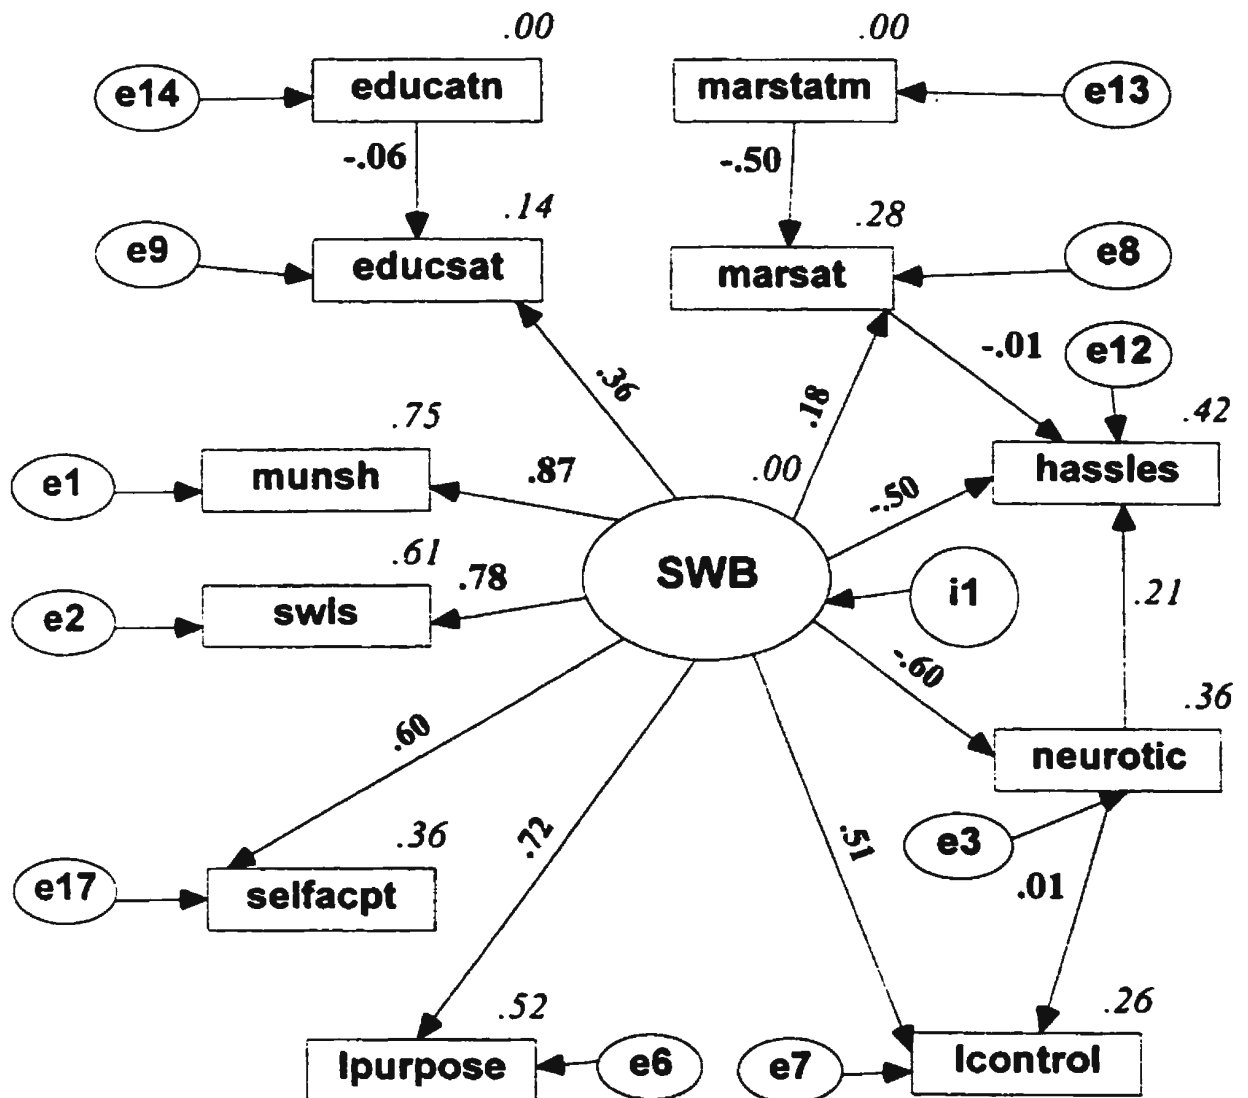 .00 .00
e14 educatn marstatm e13
-.06 -.50
.14 .28
e9 educsat marsat e8
-.01 e12
.36 .18
.75 .42
e1 munsh .87 .00 -.50 hassles
.61
e2 swls .78 SWB i1 .21
-.60 .36
.60 neurotic
.36 .72 .51 e3
e17 selfacpt .01
.52 .26
lpurpose e6 e7 lcontrol